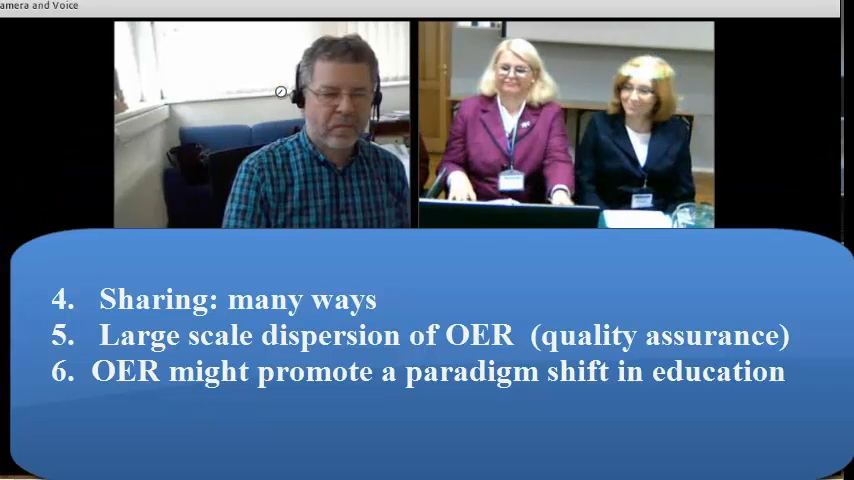 amera and Voice
4. Sharing: many ways
5. Large scale dispersion of OER (quality assurance)
6. OER might promote a paradigm shift in education